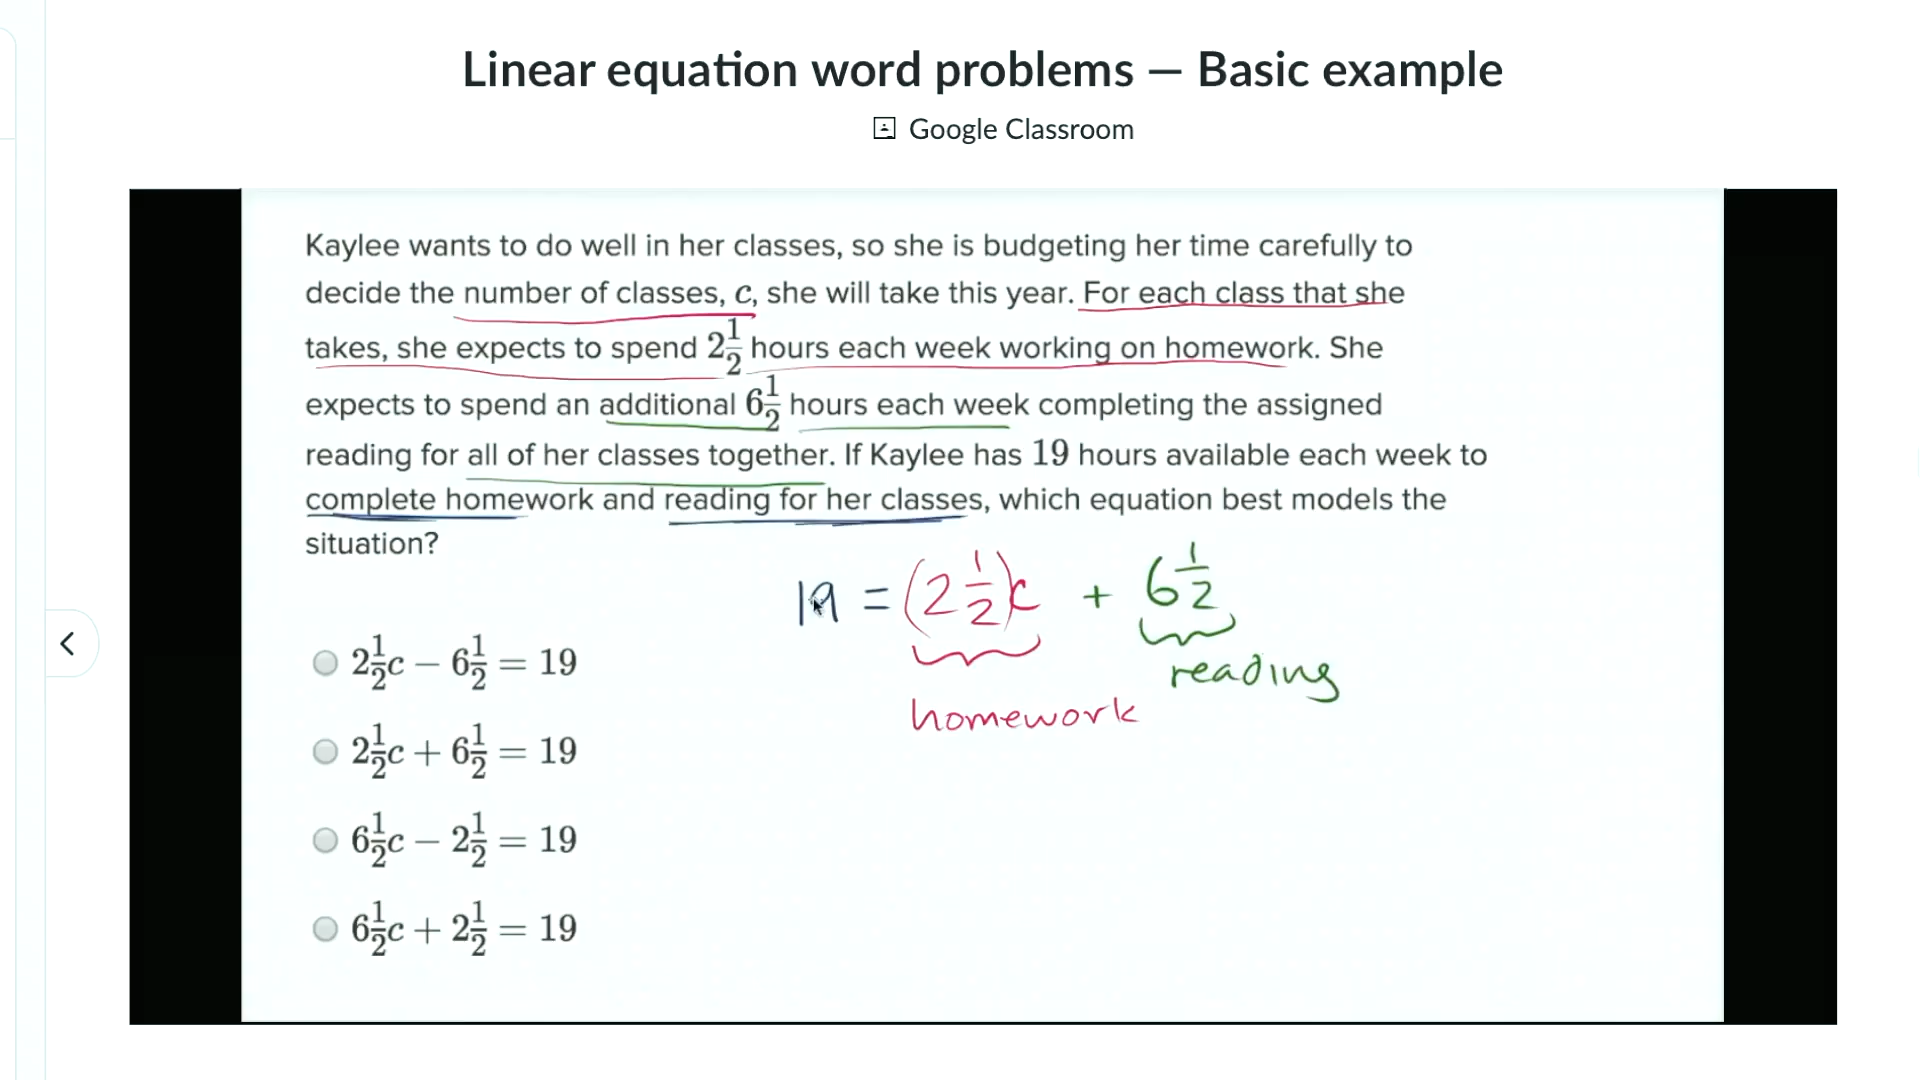 Linear equation word problems — Basic example
Google Classroom
Kaylee wants to do well in her classes, so she is budgeting her time carefully to
decide the number of classes, c, she will take this year. For each class that she
takes, she expects to spend 2 1/2 hours each week working on homework. She
expects to spend an additional 6 1/2 hours each week completing the assigned
reading for all of her classes together. If Kaylee has 19 hours available each week to
complete homework and reading for her classes, which equation best models the
situation?
19 = (2 1/2)c + 6 1/2
reading
homework
2 1/2 c − 6 1/2 = 19
2 1/2 c + 6 1/2 = 19
6 1/2 c − 2 1/2 = 19
6 1/2 c + 2 1/2 = 19